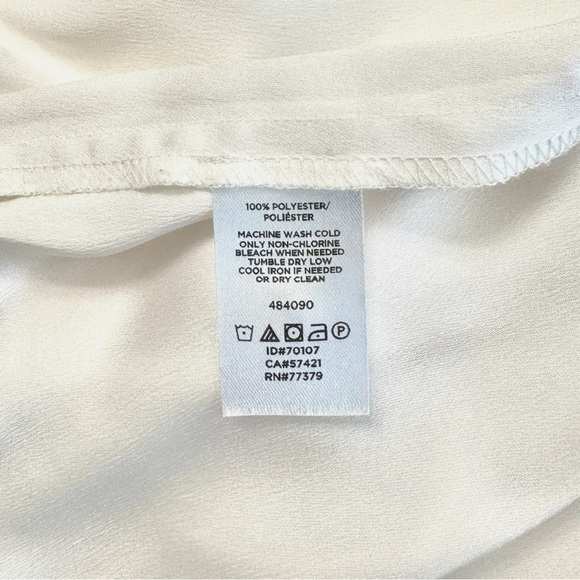 100% POLYESTER/
POLIÉSTER
MACHINE WASH COLD
ONLY NON-CHLORINE
BLEACH WHEN NEEDED
TUMBLE DRY LOW
COOL IRON IF NEEDED
OR DRY CLEAN
484090
P
ID#70107
CA#57421
RN#77379